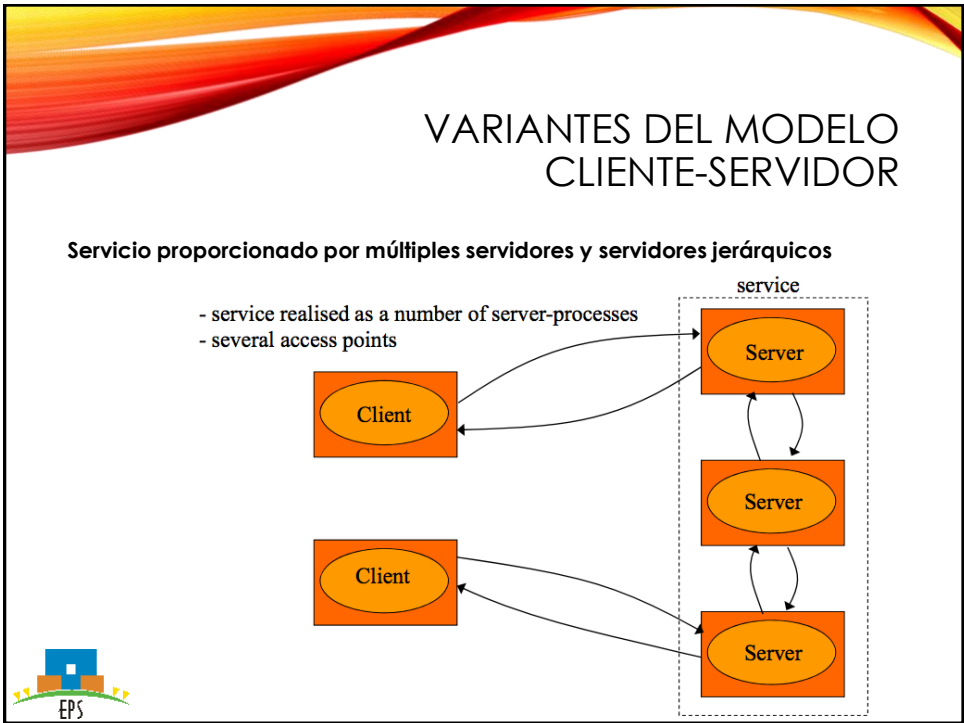 VARIANTES DEL MODELO
CLIENTE-SERVIDOR
Servicio proporcionado por múltiples servidores y servidores jerárquicos
service
- service realised as a number of server-processes
- several access points
Server
Client
Server
Client
Server
EPS